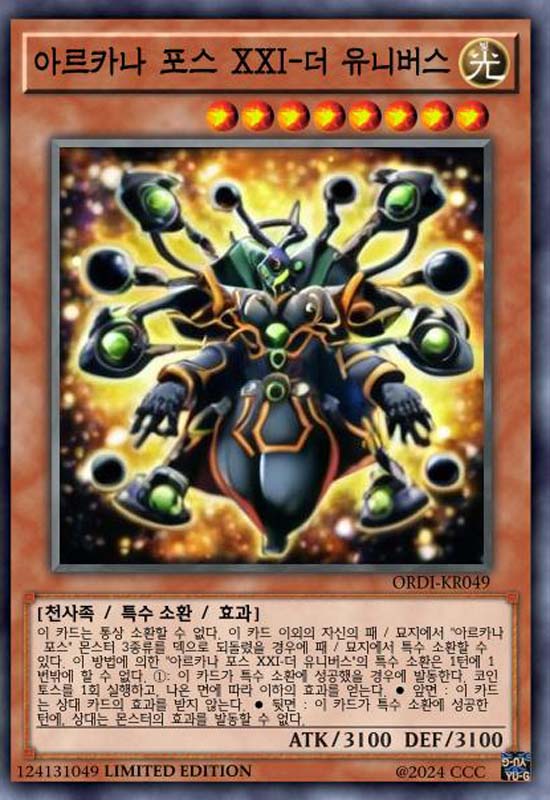 아르카나 포스 XXI-더 유니버스
빛
光
ORDI-KR049
[천사족 / 특수 소환 / 효과]
이 카드는 통상 소환할 수 없다. 이 카드 이외의 자신의 패 / 묘지에서 "아르카나
포스" 몬스터 3종류를 덱으로 되돌렸을 경우에 패 / 묘지에서 특수 소환할 수
있다. 이 방법에 의한 "아르카나 포스 XXI-더 유니버스"의 특수 소환은 1턴에 1
번밖에 할 수 없다. ①: 이 카드가 특수 소환에 성공했을 경우에 발동한다. 코인
토스를 1회 실행하고, 나온 면에 따라 이하의 효과를 얻는다. ● 앞면 : 이 카드
는 상대 카드의 효과를 받지 않는다. ● 뒷면 : 이 카드가 특수 소환에 성공한
턴에, 상대는 몬스터의 효과를 발동할 수 없다.
ATK/3100 DEF/3100
124131049 LIMITED EDITION
@2024 CCC
YU-G
YU-G